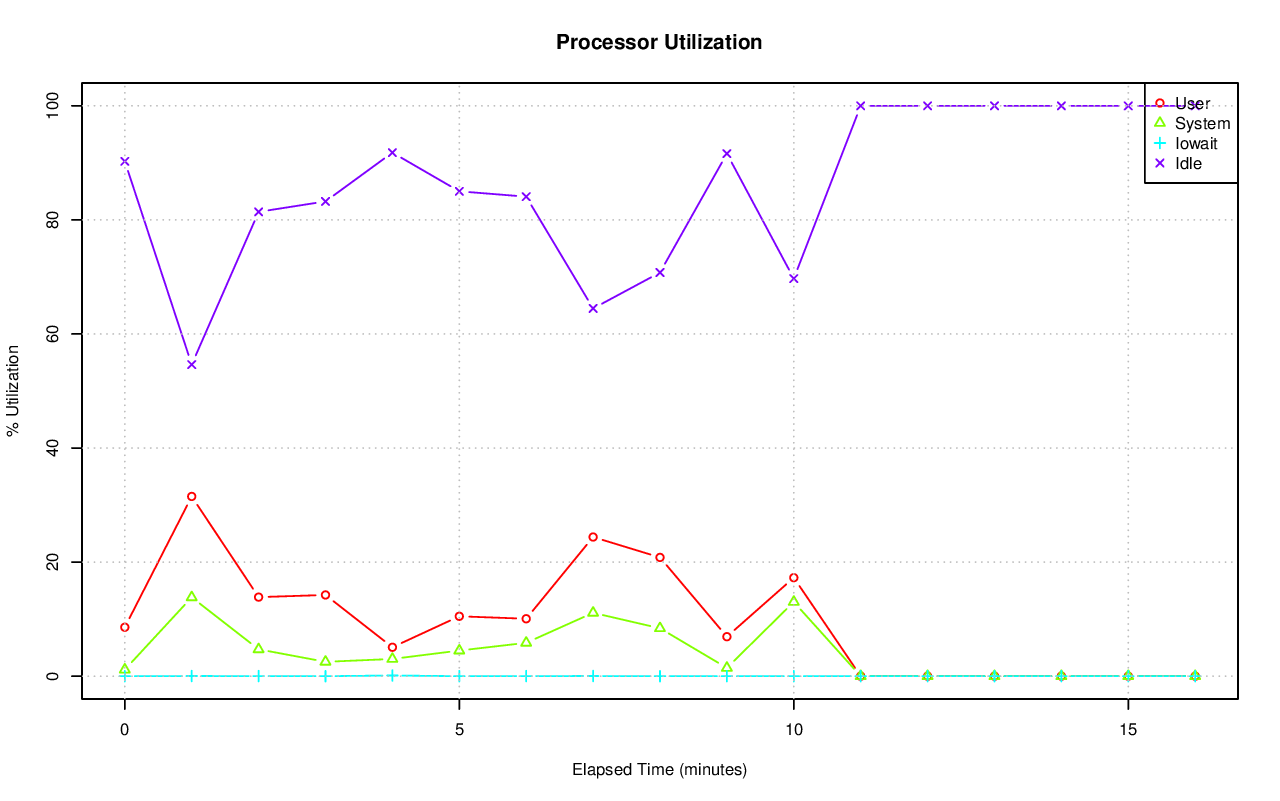 Processor Utilization
% Utilization
100
80
60
40
20
0
User
System
Iowait
Idle
0 5 10 15
Elapsed Time (minutes)